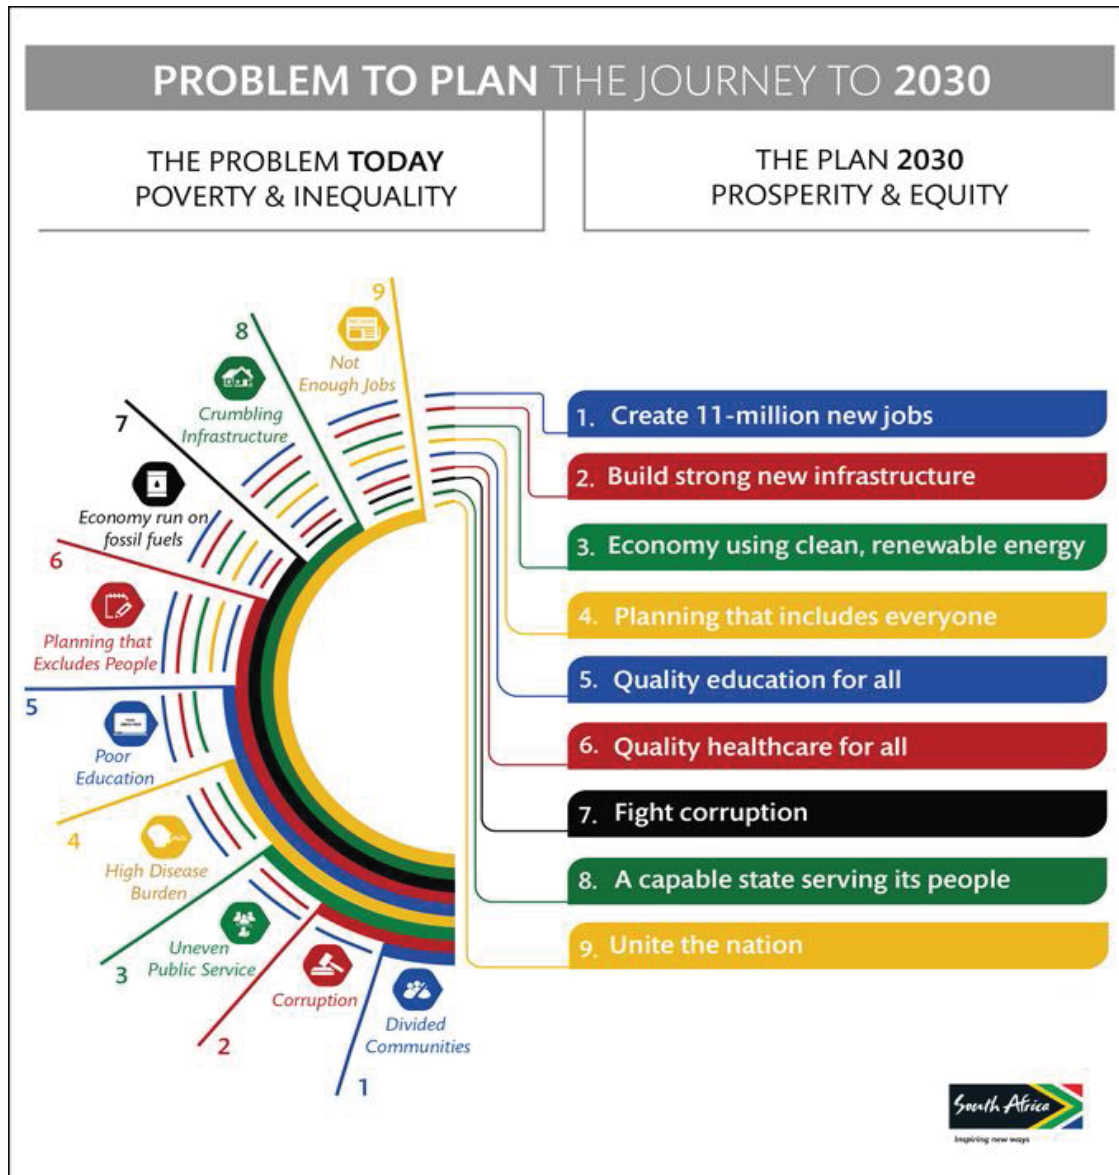 PROBLEM TO PLAN THE JOURNEY TO 2030
THE PROBLEM TODAY
POVERTY & INEQUALITY
THE PLAN 2030
PROSPERITY & EQUITY
9
Not
Enough Jobs
8
Crumbling
Infrastructure
7
Economy run on
fossil fuels
6
Planning that
Excludes People
5
Poor
Education
4
High Disease
Burden
3
Uneven
Public Service
2
Corruption
1
Divided
Communities
1. Create 11-million new jobs
2. Build strong new infrastructure
3. Economy using clean, renewable energy
4. Planning that includes everyone
5. Quality education for all
6. Quality healthcare for all
7. Fight corruption
8. A capable state serving its people
9. Unite the nation
South Africa
Inspiring new ways